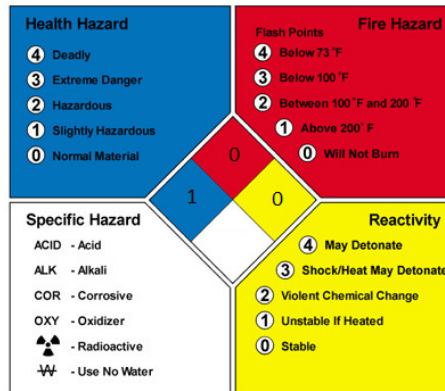 Health Hazard
4 Deadly
3 Extreme Danger
2 Hazardous
1 Slightly Hazardous
0 Normal Material
Fire Hazard
Flash Points
4 Below 73°F
3 Below 100°F
2 Between 100°F and 200°F
1 Above 200°F
0 Will Not Burn
0
1
0
Specific Hazard
ACID - Acid
ALK - Alkali
COR - Corrosive
OXY - Oxidizer
- Radioactive
W - Use No Water
Reactivity
4 May Detonate
3 Shock/Heat May Detonate
2 Violent Chemical Change
1 Unstable If Heated
0 Stable